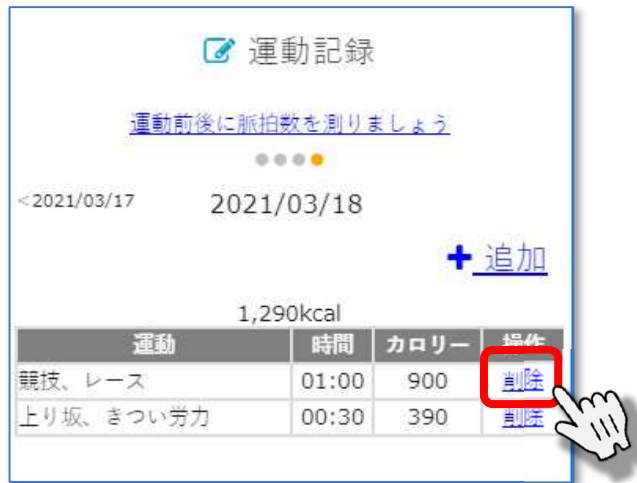 運動記録
運動前後に脈拍数を測りましょう
<2021/03/17 2021/03/18
+ 追加
1,290kcal
運動 時間 カロリー 操作
競技、レース 01:00 900 削除
上り坂、きつい労力 00:30 390 削除